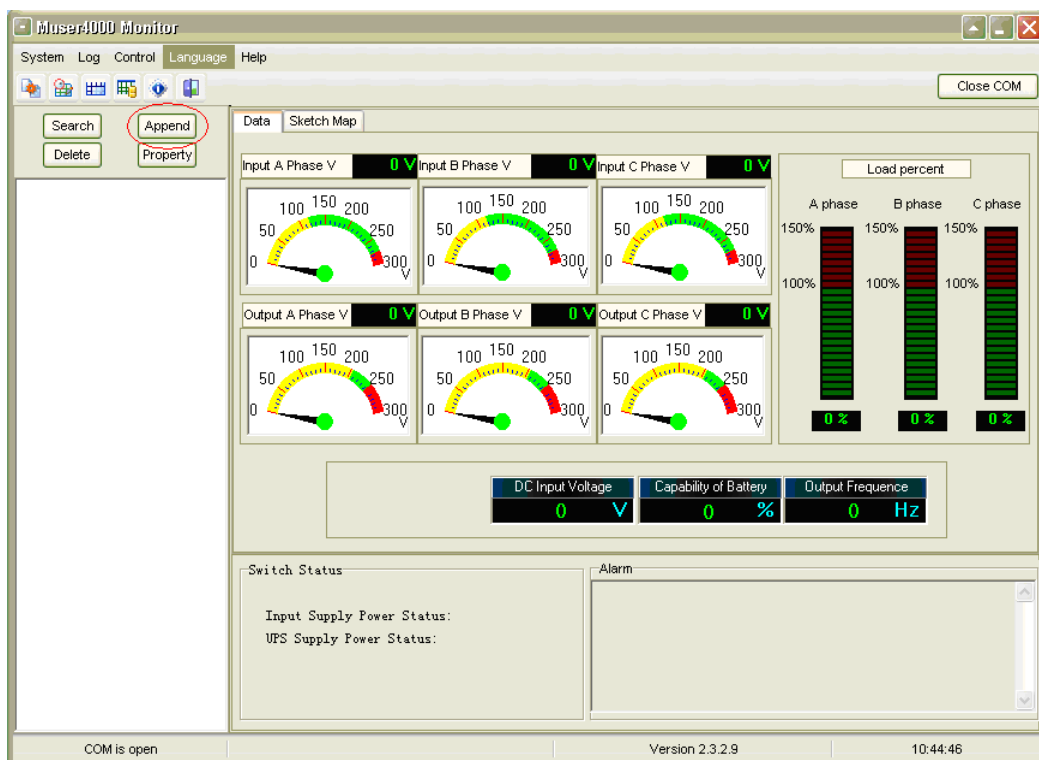 Muser4000 Monitor
System Log Control Language Help
Close COM
Search Append
Delete Property
Data Sketch Map
Input A Phase V 0 V Input B Phase V 0 V Input C Phase V 0 V
0 50 100 150 200 250 300 V
0 50 100 150 200 250 300 V
0 50 100 150 200 250 300 V
Output A Phase V 0 V Output B Phase V 0 V Output C Phase V 0 V
0 50 100 150 200 250 300 V
0 50 100 150 200 250 300 V
0 50 100 150 200 250 300 V
Load percent
A phase B phase C phase
150% 150% 150%
100% 100% 100%
0 % 0 % 0 %
DC Input Voltage Capability of Battery Output Frequence
0 V 0 % 0 Hz
Switch Status
Input Supply Power Status:
UPS Supply Power Status:
Alarm
COM is open Version 2.3.2.9 10:44:46